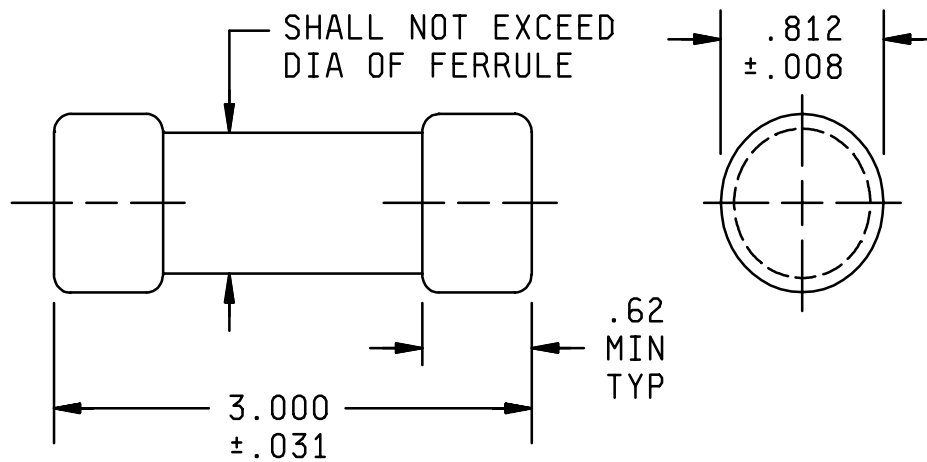 SHALL NOT EXCEED
DIA OF FERRULE
.812
±.008
.62
MIN
TYP
3.000
±.031